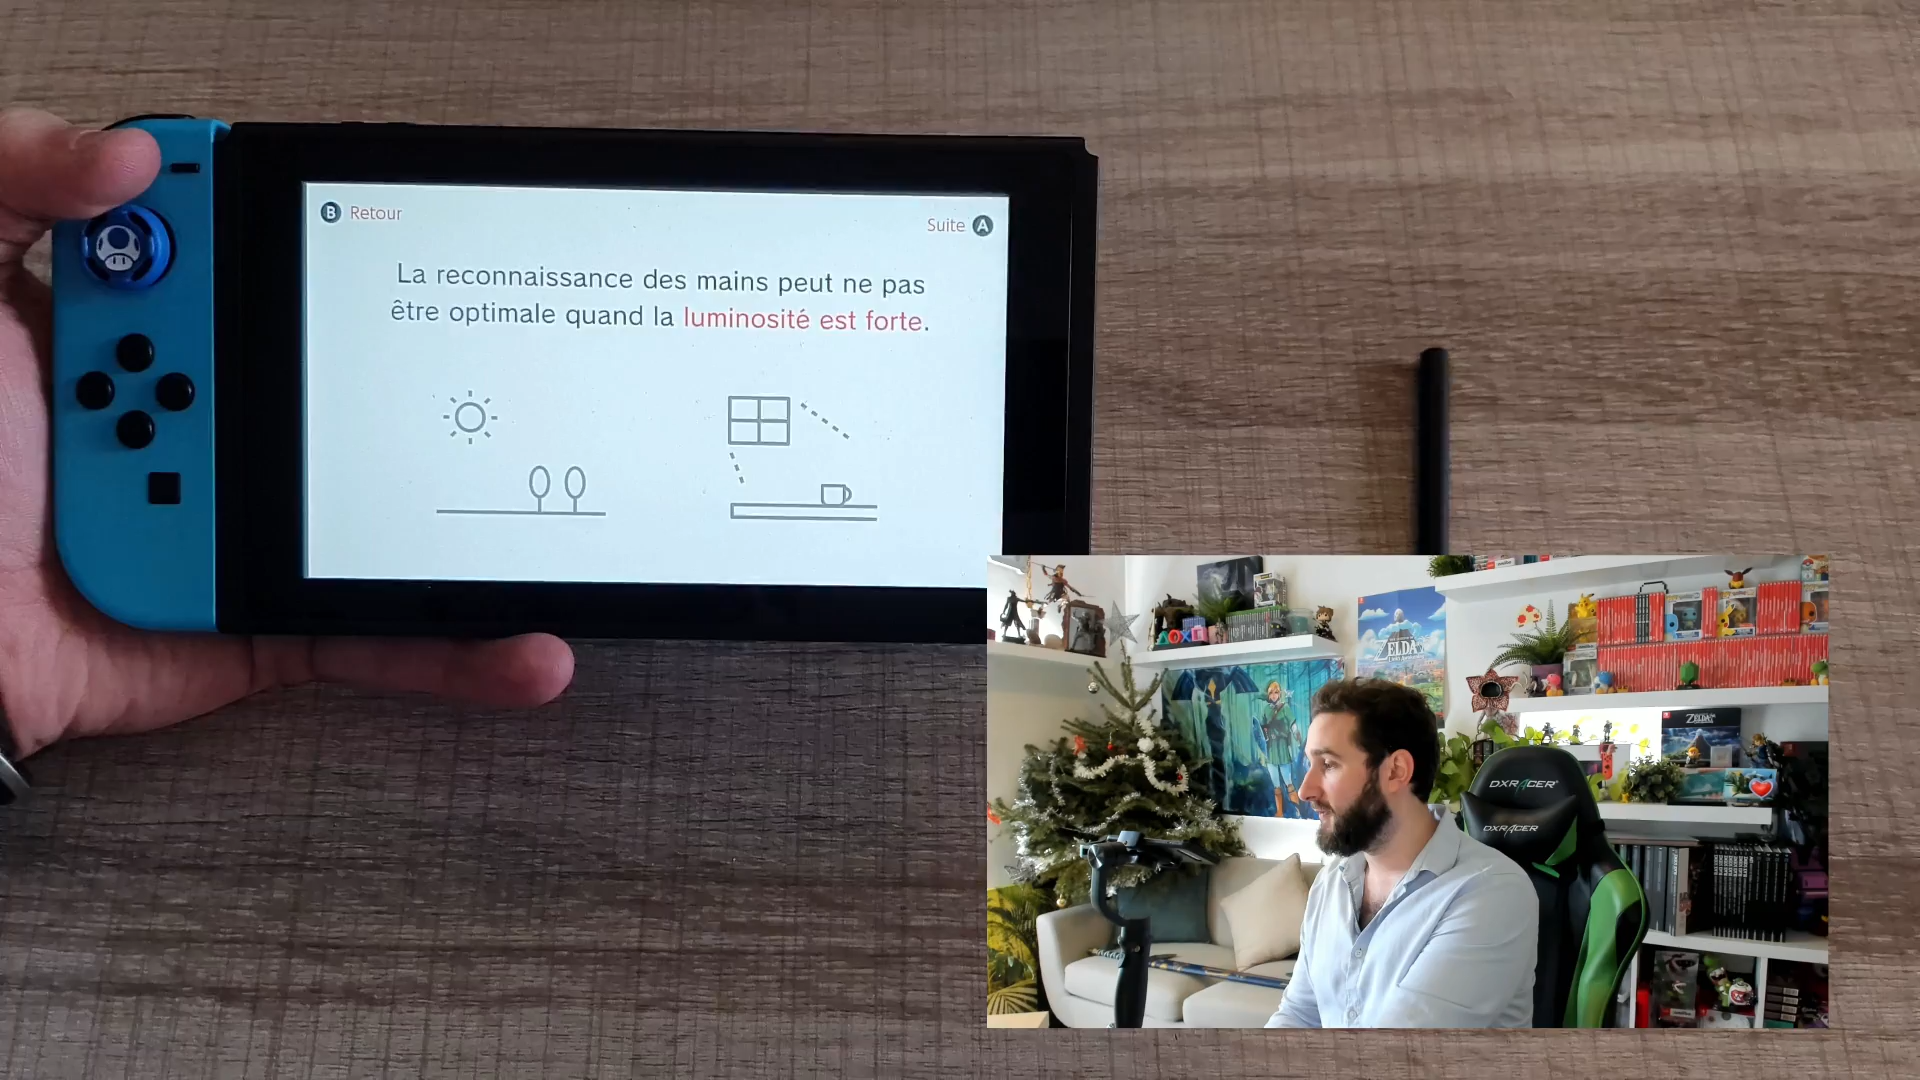 B Retour
Suite A
La reconnaissance des mains peut ne pas
être optimale quand la luminosité est forte.
ZELDA
ZELDA
DXRACER
DXRACER